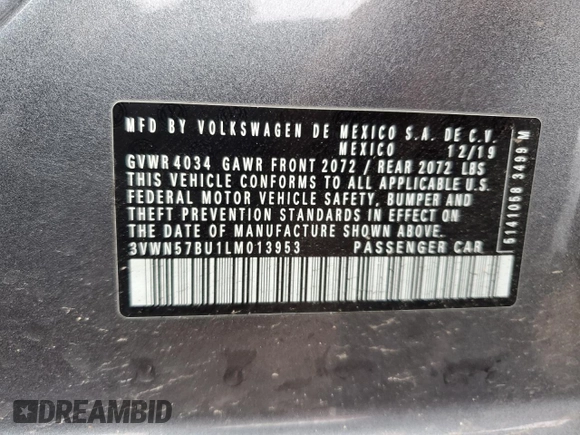 MFD BY VOLKSWAGEN DE MEXICO S.A. DE C.V.
MEXICO 12/19
GVWR 4034 GAWR FRONT 2072 / REAR 2072 LBS
THIS VEHICLE CONFORMS TO ALL APPLICABLE U.S.
FEDERAL MOTOR VEHICLE SAFETY, BUMPER AND
THEFT PREVENTION STANDARDS IN EFFECT ON
THE DATE OF MANUFACTURE SHOWN ABOVE.
3VWN57BU1LM013953 PASSENGER CAR
5141058 3499 M
DREAMBID